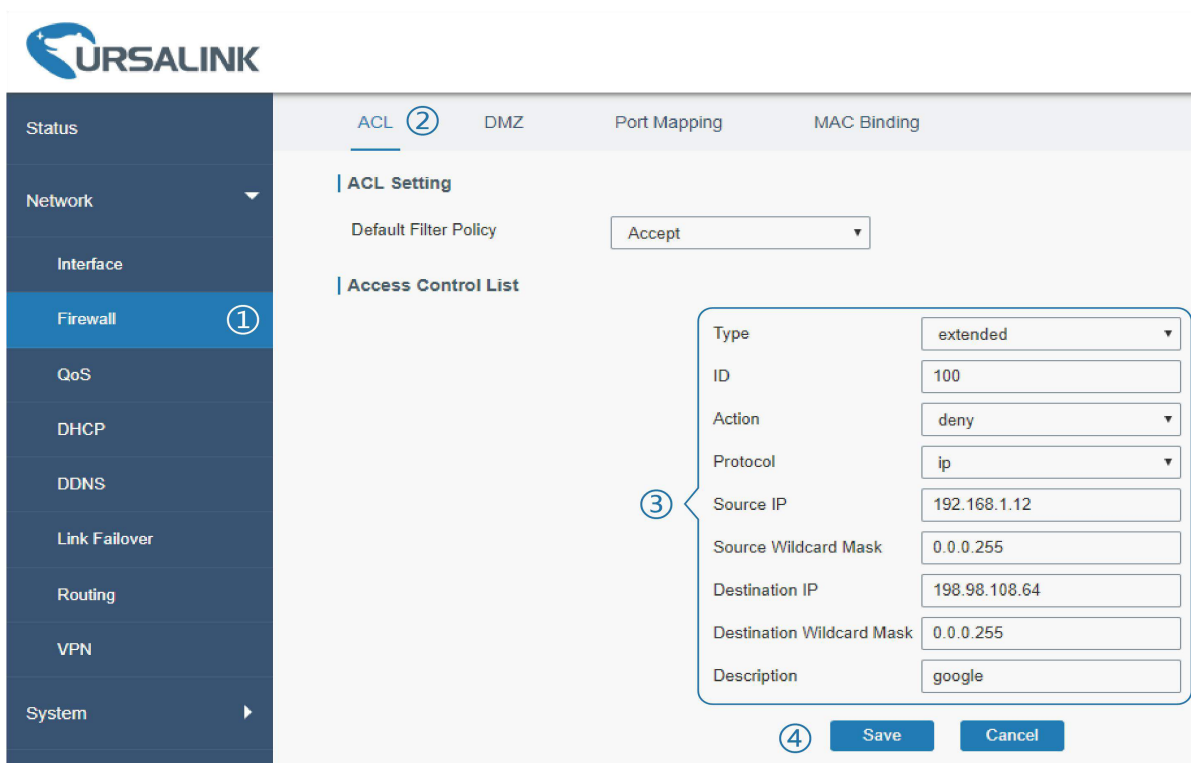 URSALINK
Status
ACL ② DMZ Port Mapping MAC Binding
ACL Setting
Network
Default Filter Policy Accept
Interface
Access Control List
Firewall ①
Type extended
QoS
ID 100
DHCP
Action deny
Protocol ip
DDNS
③ Source IP 192.168.1.12
Link Failover
Source Wildcard Mask 0.0.0.255
Routing
Destination IP 198.98.108.64
VPN
Destination Wildcard Mask 0.0.0.255
Description google
System
④ Save Cancel